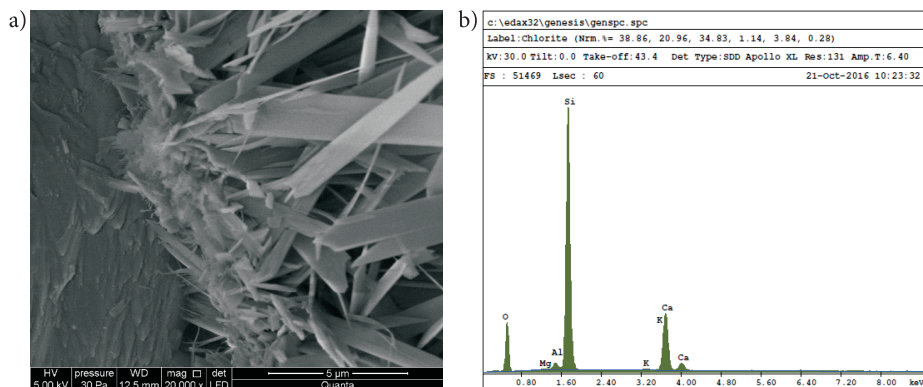 a)
HV pressure WD mag □ det
5.00 kV 30 Pa 12.5 mm 20 000 x LFD
5 µm
Quanta
b)
c:\edax32\genesis\genspc.spc
Label:Chlorite (Nrm.%= 38.86, 20.96, 34.83, 1.14, 3.84, 0.28)
kV:30.0 Tilt:0.0 Take-off:43.4 Det Type:SDD Apollo XL Res:131 Amp.T:6.40
FS : 51469 Lsec : 60 21-Oct-2016 10:23:32
Si
O
Mg
Al
K
K
Ca
Ca
0.80 1.60 2.40 3.20 4.00 4.80 5.60 6.40 7.20 8.00